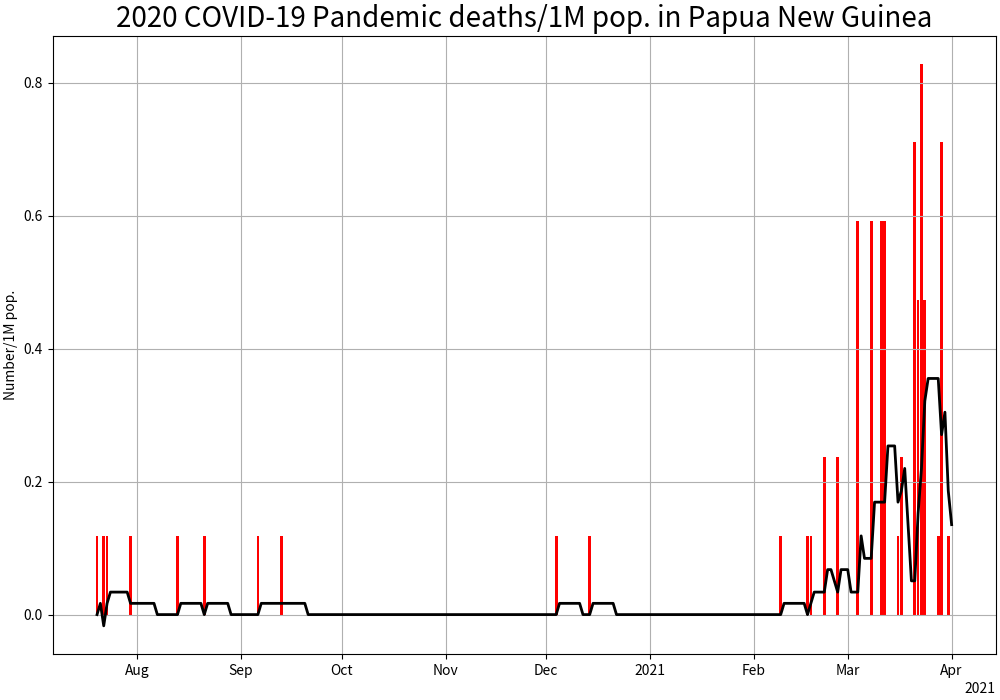 2020 COVID-19 Pandemic deaths/1M pop. in Papua New Guinea
Number/1M pop.
0.8
0.6
0.4
0.2
0.0
Aug Sep Oct Nov Dec 2021 Feb Mar Apr
2021